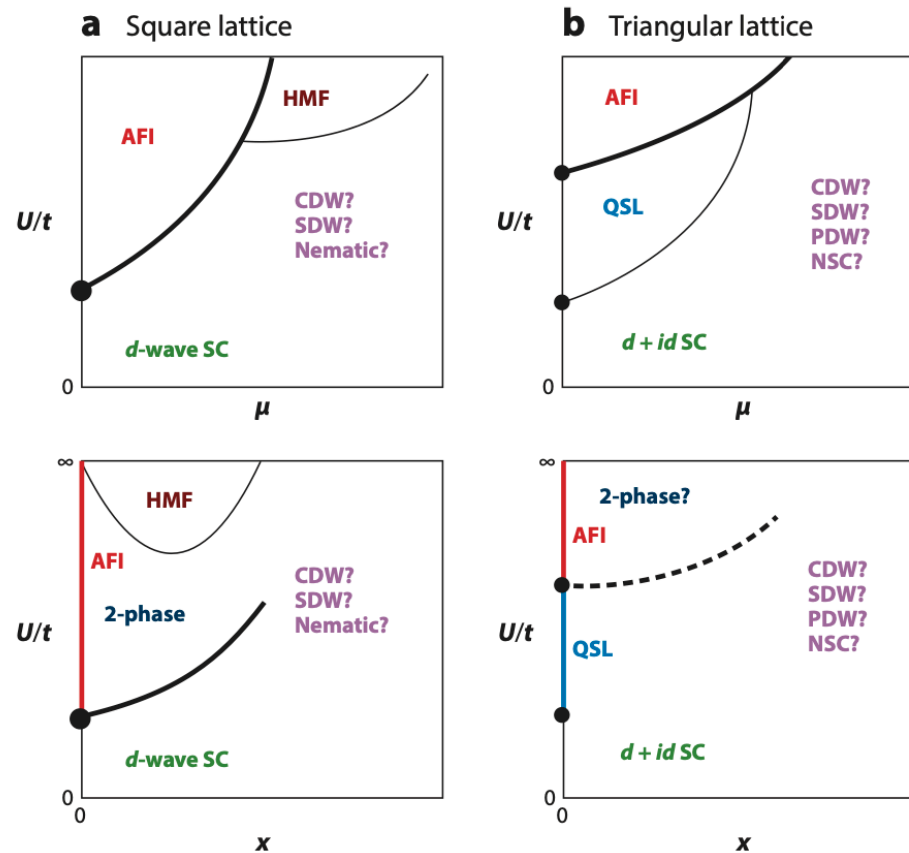 a Square lattice
HMF
AFI
CDW?
SDW?
Nematic?
U/t
d-wave SC
0
μ
b Triangular lattice
AFI
QSL
CDW?
SDW?
PDW?
NSC?
U/t
d + id SC
0
μ
∞
HMF
AFI
CDW?
SDW?
Nematic?
2-phase
U/t
d-wave SC
0
0
x
∞
2-phase?
AFI
CDW?
SDW?
PDW?
NSC?
U/t
QSL
d + id SC
0
0
x